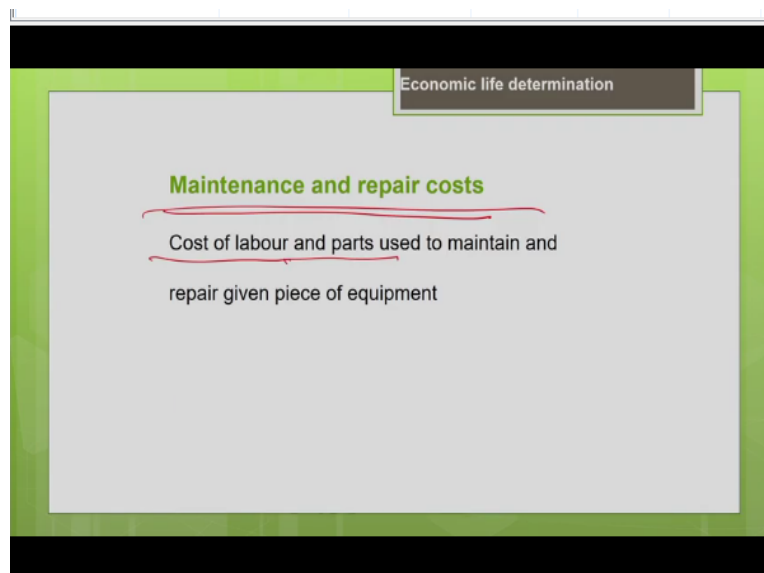 Economic life determination
Maintenance and repair costs
Cost of labour and parts used to maintain and
repair given piece of equipment